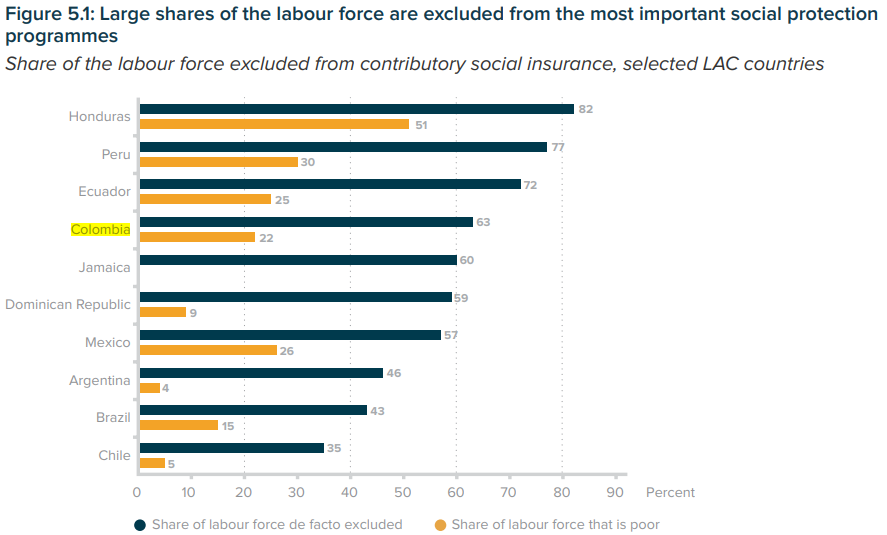 Figure 5.1: Large shares of the labour force are excluded from the most important social protection
programmes
Share of the labour force excluded from contributory social insurance, selected LAC countries
Honduras 82
51
Peru 77
30
Ecuador 72
25
Colombia 63
22
Jamaica 60
Dominican Republic 59
9
Mexico 57
26
Argentina 46
4
Brazil 43
15
Chile 35
5
0 10 20 30 40 50 60 70 80 90 Percent
Share of labour force de facto excluded Share of labour force that is poor